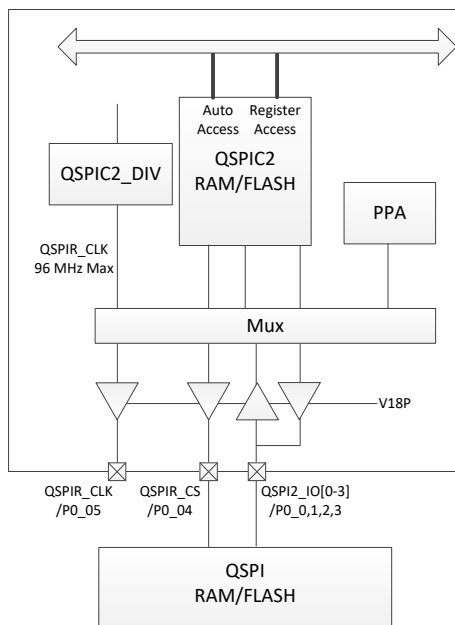 Auto
Access
Register
Access
QSPIC2
RAM/FLASH
QSPIC2_DIV
PPA
QSPIR_CLK
96 MHz Max
Mux
V18P
QSPIR_CLK
/P0_05
QSPIR_CS
/P0_04
QSPI2_IO[0-3]
/P0_0,1,2,3
QSPI
RAM/FLASH